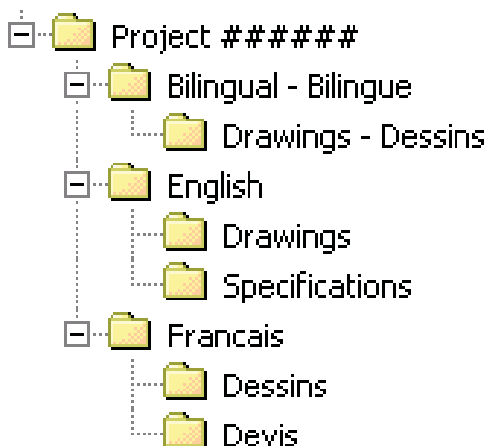 Project ######
Bilingual - Bilingue
Drawings - Dessins
English
Drawings
Specifications
Francais
Dessins
Devis